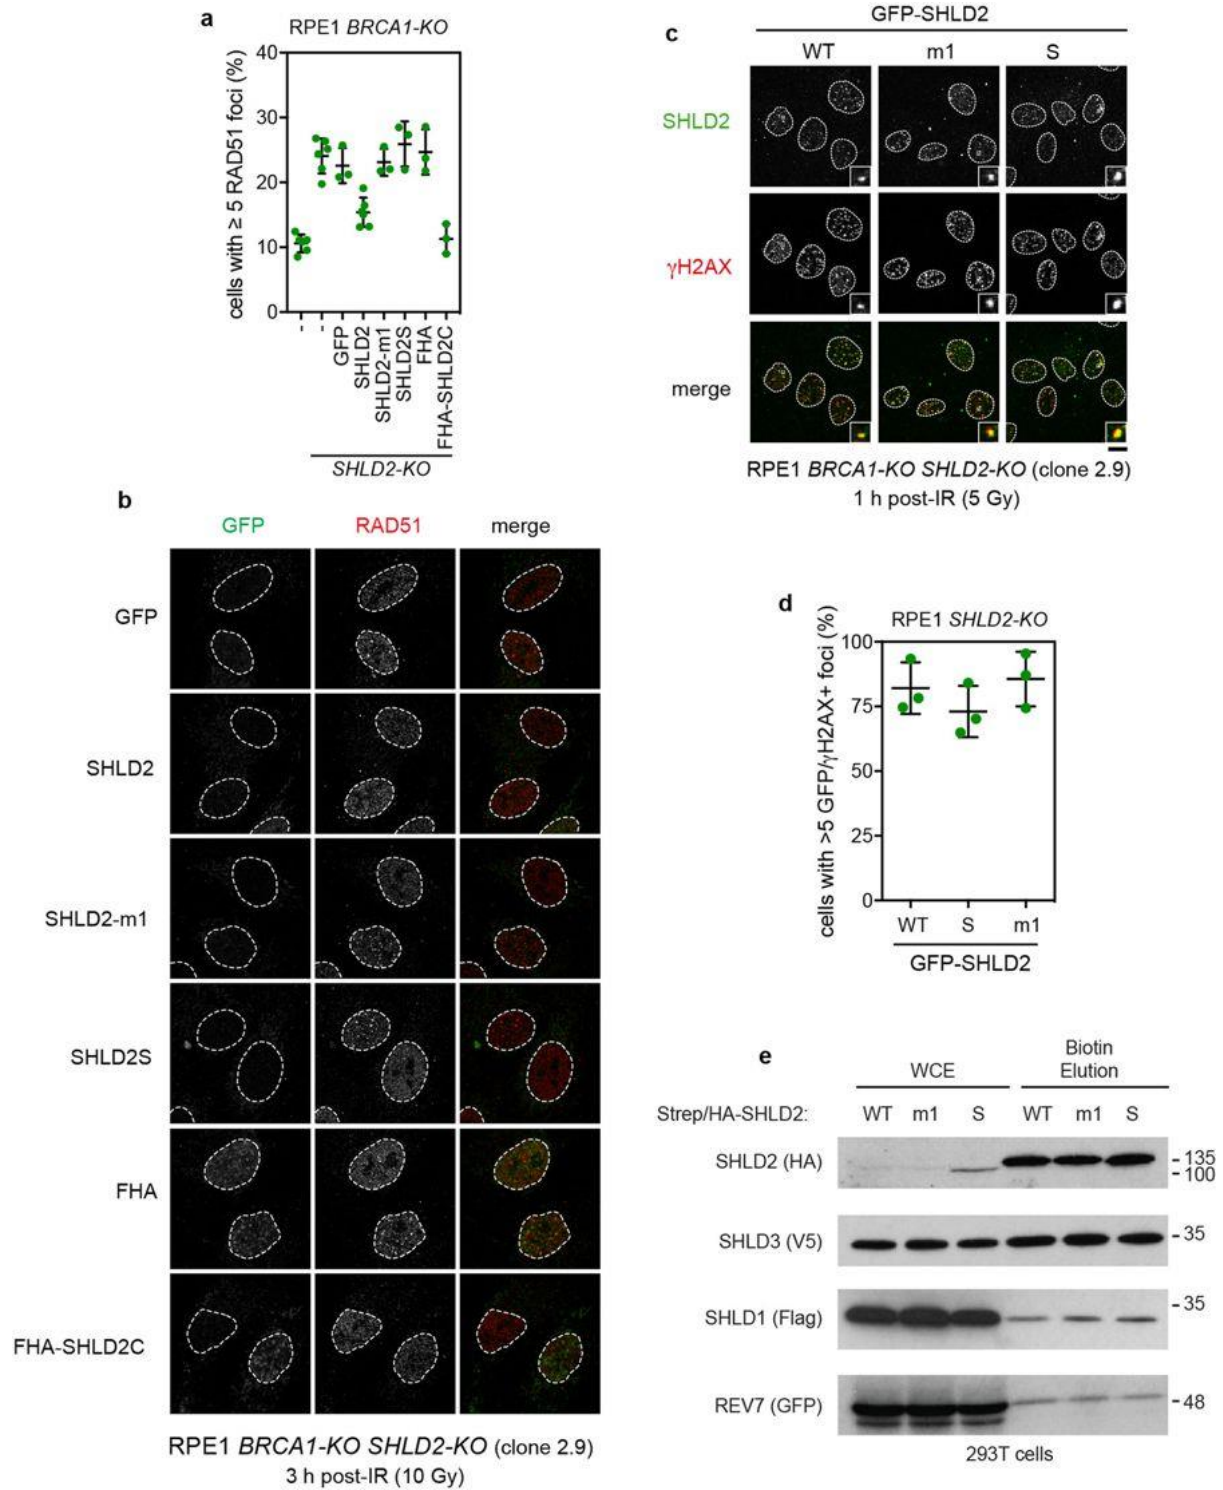 a
RPE1 BRCA1-KO
cells with ≥ 5 RAD51 foci (%)
40
30
20
10
0
-
-
GFP
SHLD2
SHLD2-m1
SHLD2S
FHA
FHA-SHLD2C
SHLD2-KO
b
GFP RAD51 merge
GFP
SHLD2
SHLD2-m1
SHLD2S
FHA
FHA-SHLD2C
RPE1 BRCA1-KO SHLD2-KO (clone 2.9)
3 h post-IR (10 Gy)
c
GFP-SHLD2
WT m1 S
SHLD2
γH2AX
merge
RPE1 BRCA1-KO SHLD2-KO (clone 2.9)
1 h post-IR (5 Gy)
d
RPE1 SHLD2-KO
cells with >5 GFP/γH2AX+ foci (%)
100
75
50
25
0
WT S m1
GFP-SHLD2
e
WCE
Biotin
Elution
Strep/HA-SHLD2: WT m1 S WT m1 S
SHLD2 (HA) - 135
- 100
SHLD3 (V5) - 35
SHLD1 (Flag) - 35
REV7 (GFP) - 48
293T cells